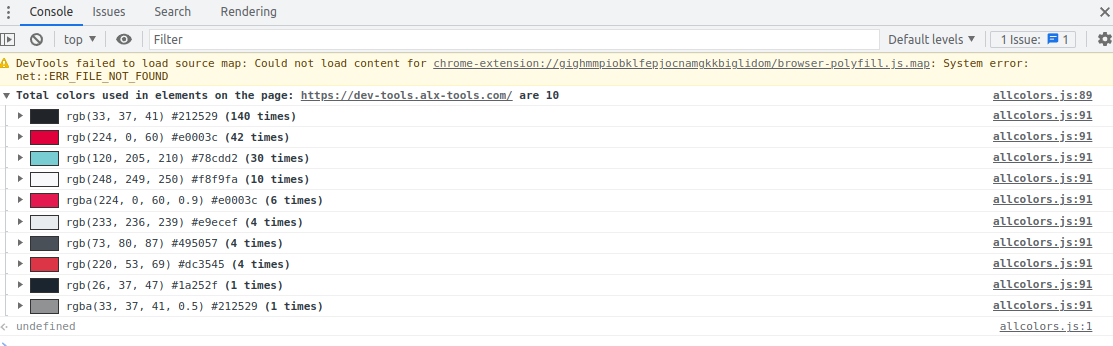 Console Issues Search Rendering
top Filter Default levels 1 Issue: 1
DevTools failed to load source map: Could not load content for chrome-extension://gighmmpiobklfepjocnamgkkbiglidom/browser-polyfill.js.map: System error:
net::ERR_FILE_NOT_FOUND
Total colors used in elements on the page: https://dev-tools.alx-tools.com/ are 10 allcolors.js:89
rgb(33, 37, 41) #212529 (140 times) allcolors.js:91
rgb(224, 0, 60) #e0003c (42 times) allcolors.js:91
rgb(120, 205, 210) #78cdd2 (30 times) allcolors.js:91
rgb(248, 249, 250) #f8f9fa (10 times) allcolors.js:91
rgba(224, 0, 60, 0.9) #e0003c (6 times) allcolors.js:91
rgb(233, 236, 239) #e9ecef (4 times) allcolors.js:91
rgb(73, 80, 87) #495057 (4 times) allcolors.js:91
rgb(220, 53, 69) #dc3545 (4 times) allcolors.js:91
rgb(26, 37, 47) #1a252f (1 times) allcolors.js:91
rgba(33, 37, 41, 0.5) #212529 (1 times) allcolors.js:91
undefined allcolors.js:1